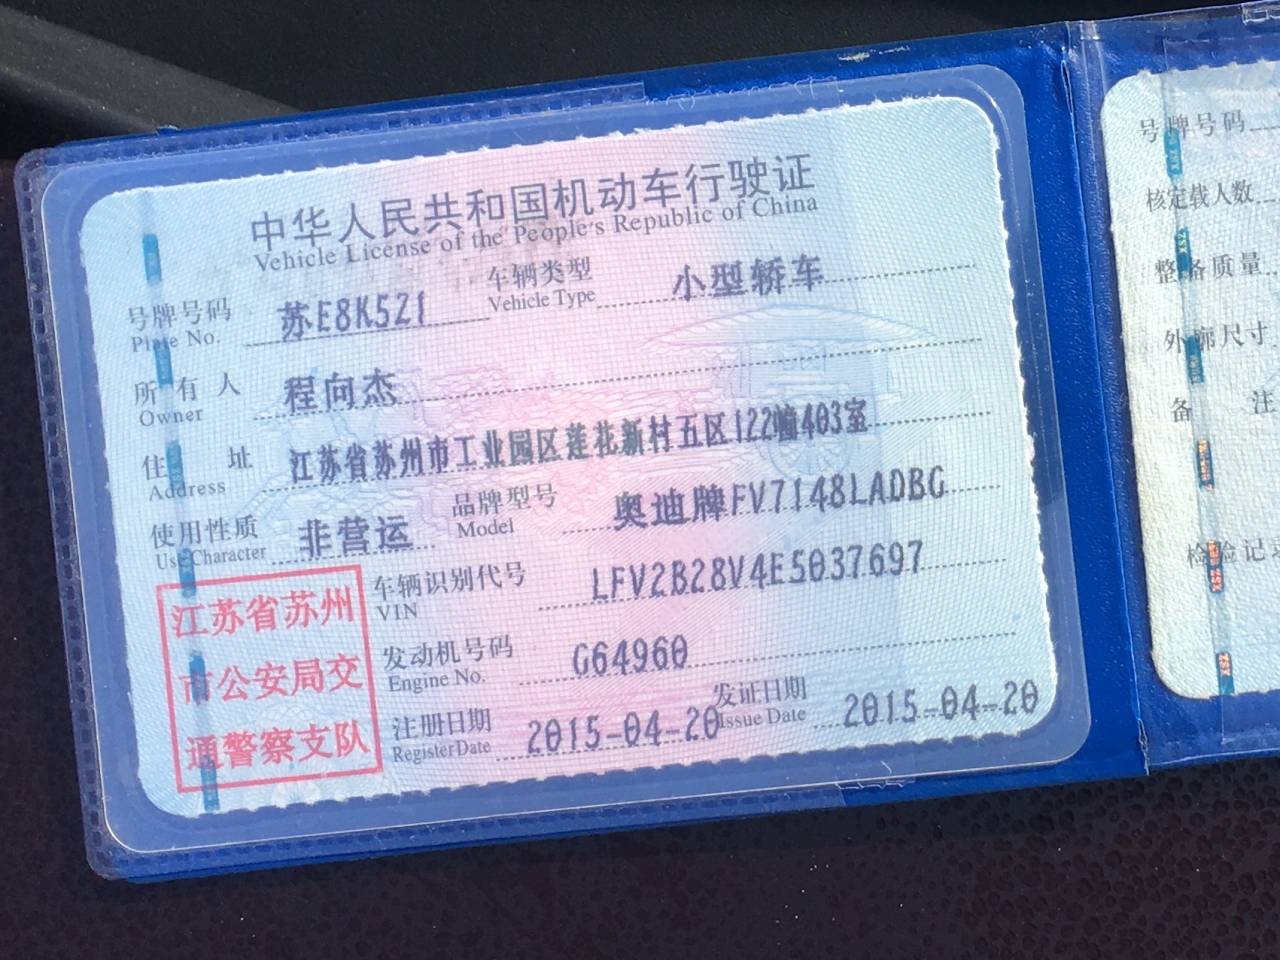 中华人民共和国机动车行驶证
Vehicle License of the People's Republic of China
号牌号码 苏E8K521 车辆类型 小型轿车
Plate No. Vehicle Type
所有人 程向杰
Owner
住址 江苏省苏州市工业园区莲花新村五区122幢403室
Address
使用性质 非营运 品牌型号 奥迪牌FV7148LADBG
Use Character Model
车辆识别代号 LFV2B28V4E5037697
VIN
发动机号码 G64960
Engine No.
注册日期 2015-04-20 发证日期 2015-04-20
Register Date Issue Date
江苏省苏州
市公安局交
通警察支队
号牌号码
核定载人数
整备质量
外廓尺寸
备注
检验记